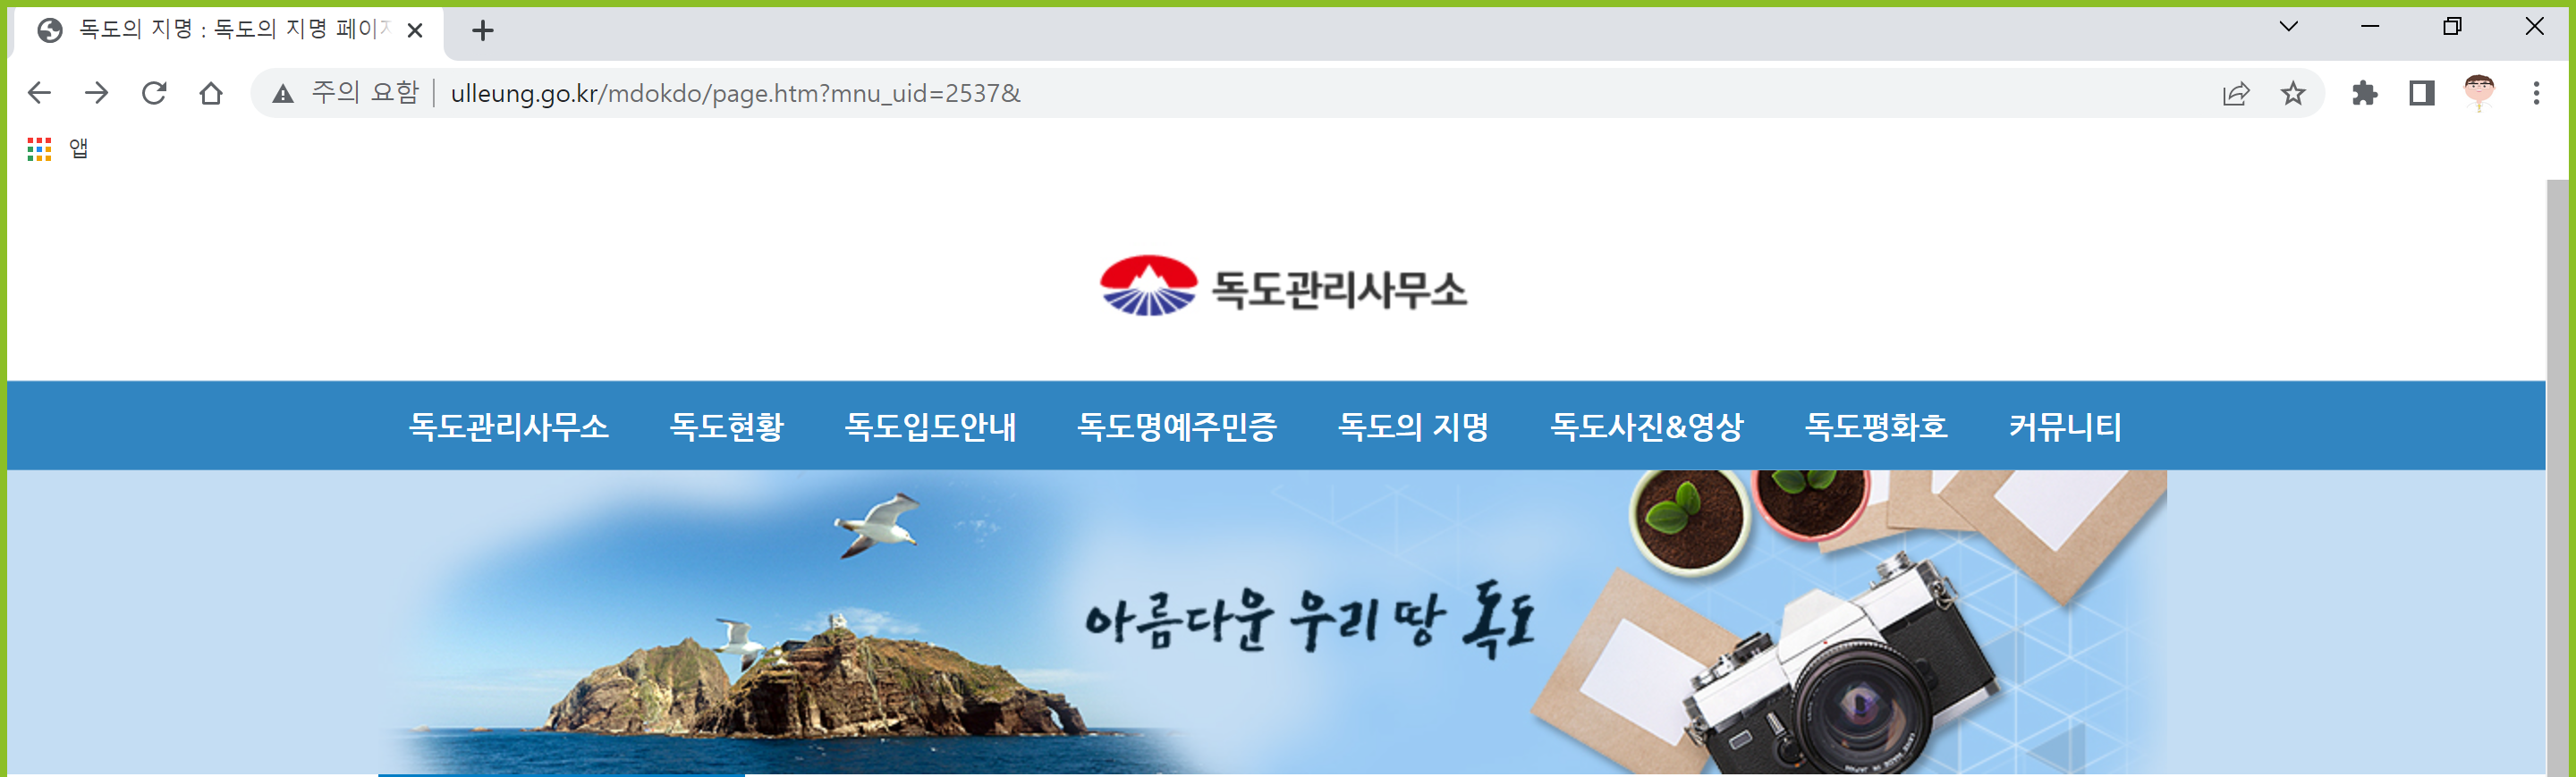 독도의 지명 : 독도의 지명 페이지
주의 요함 ulleung.go.kr/mdokdo/page.htm?mnu_uid=2537&
앱
독도관리사무소
독도관리사무소 독도현황 독도입도안내 독도명예주민증 독도의 지명 독도사진&영상 독도평화호 커뮤니티
아름다운 우리 땅 독도